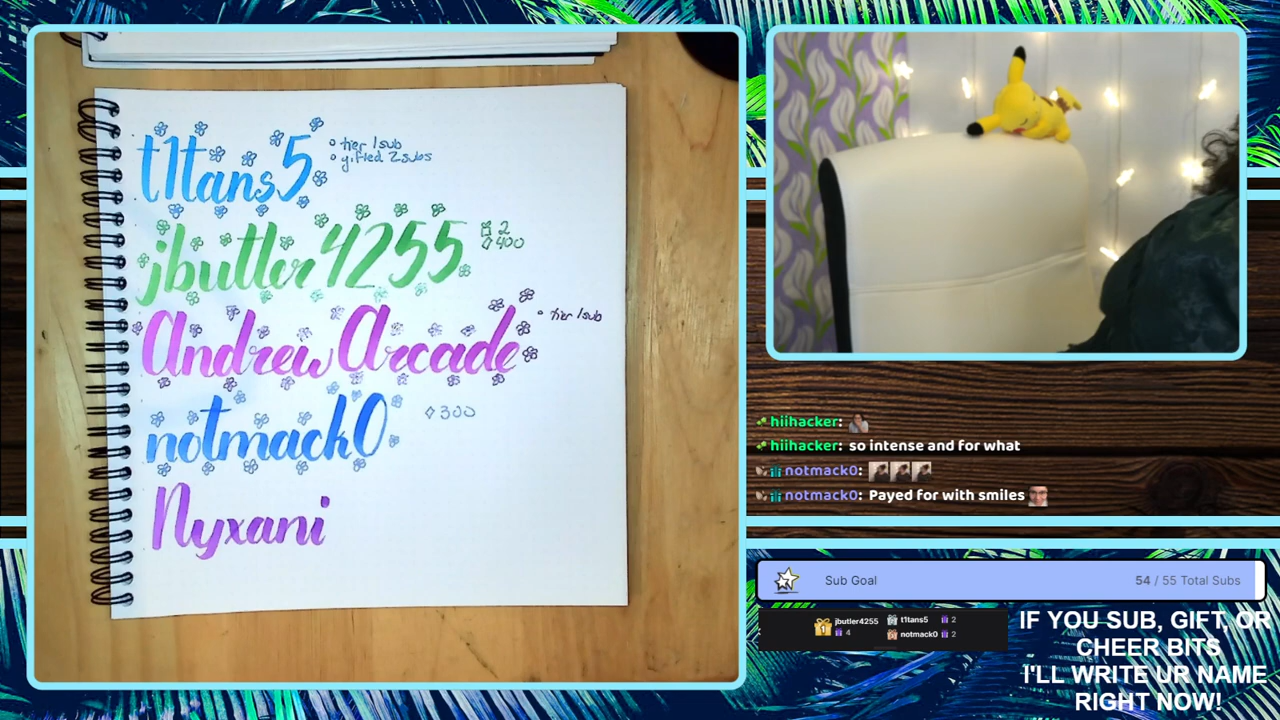 t1tans5
• tier 1 sub
• gifted 2 subs
jbutler4255
2
400
AndrewArcade
• tier 1 sub
notmack0
300
Nyxani
hiihacker:
hiihacker: so intense and for what
notmack0:
notmack0: Payed for with smiles
Sub Goal
54 / 55 Total Subs
1 jbutler4255
4
t1tans5 2
notmack0 2
IF YOU SUB, GIFT, OR
CHEER BITS
I'LL WRITE UR NAME
RIGHT NOW!